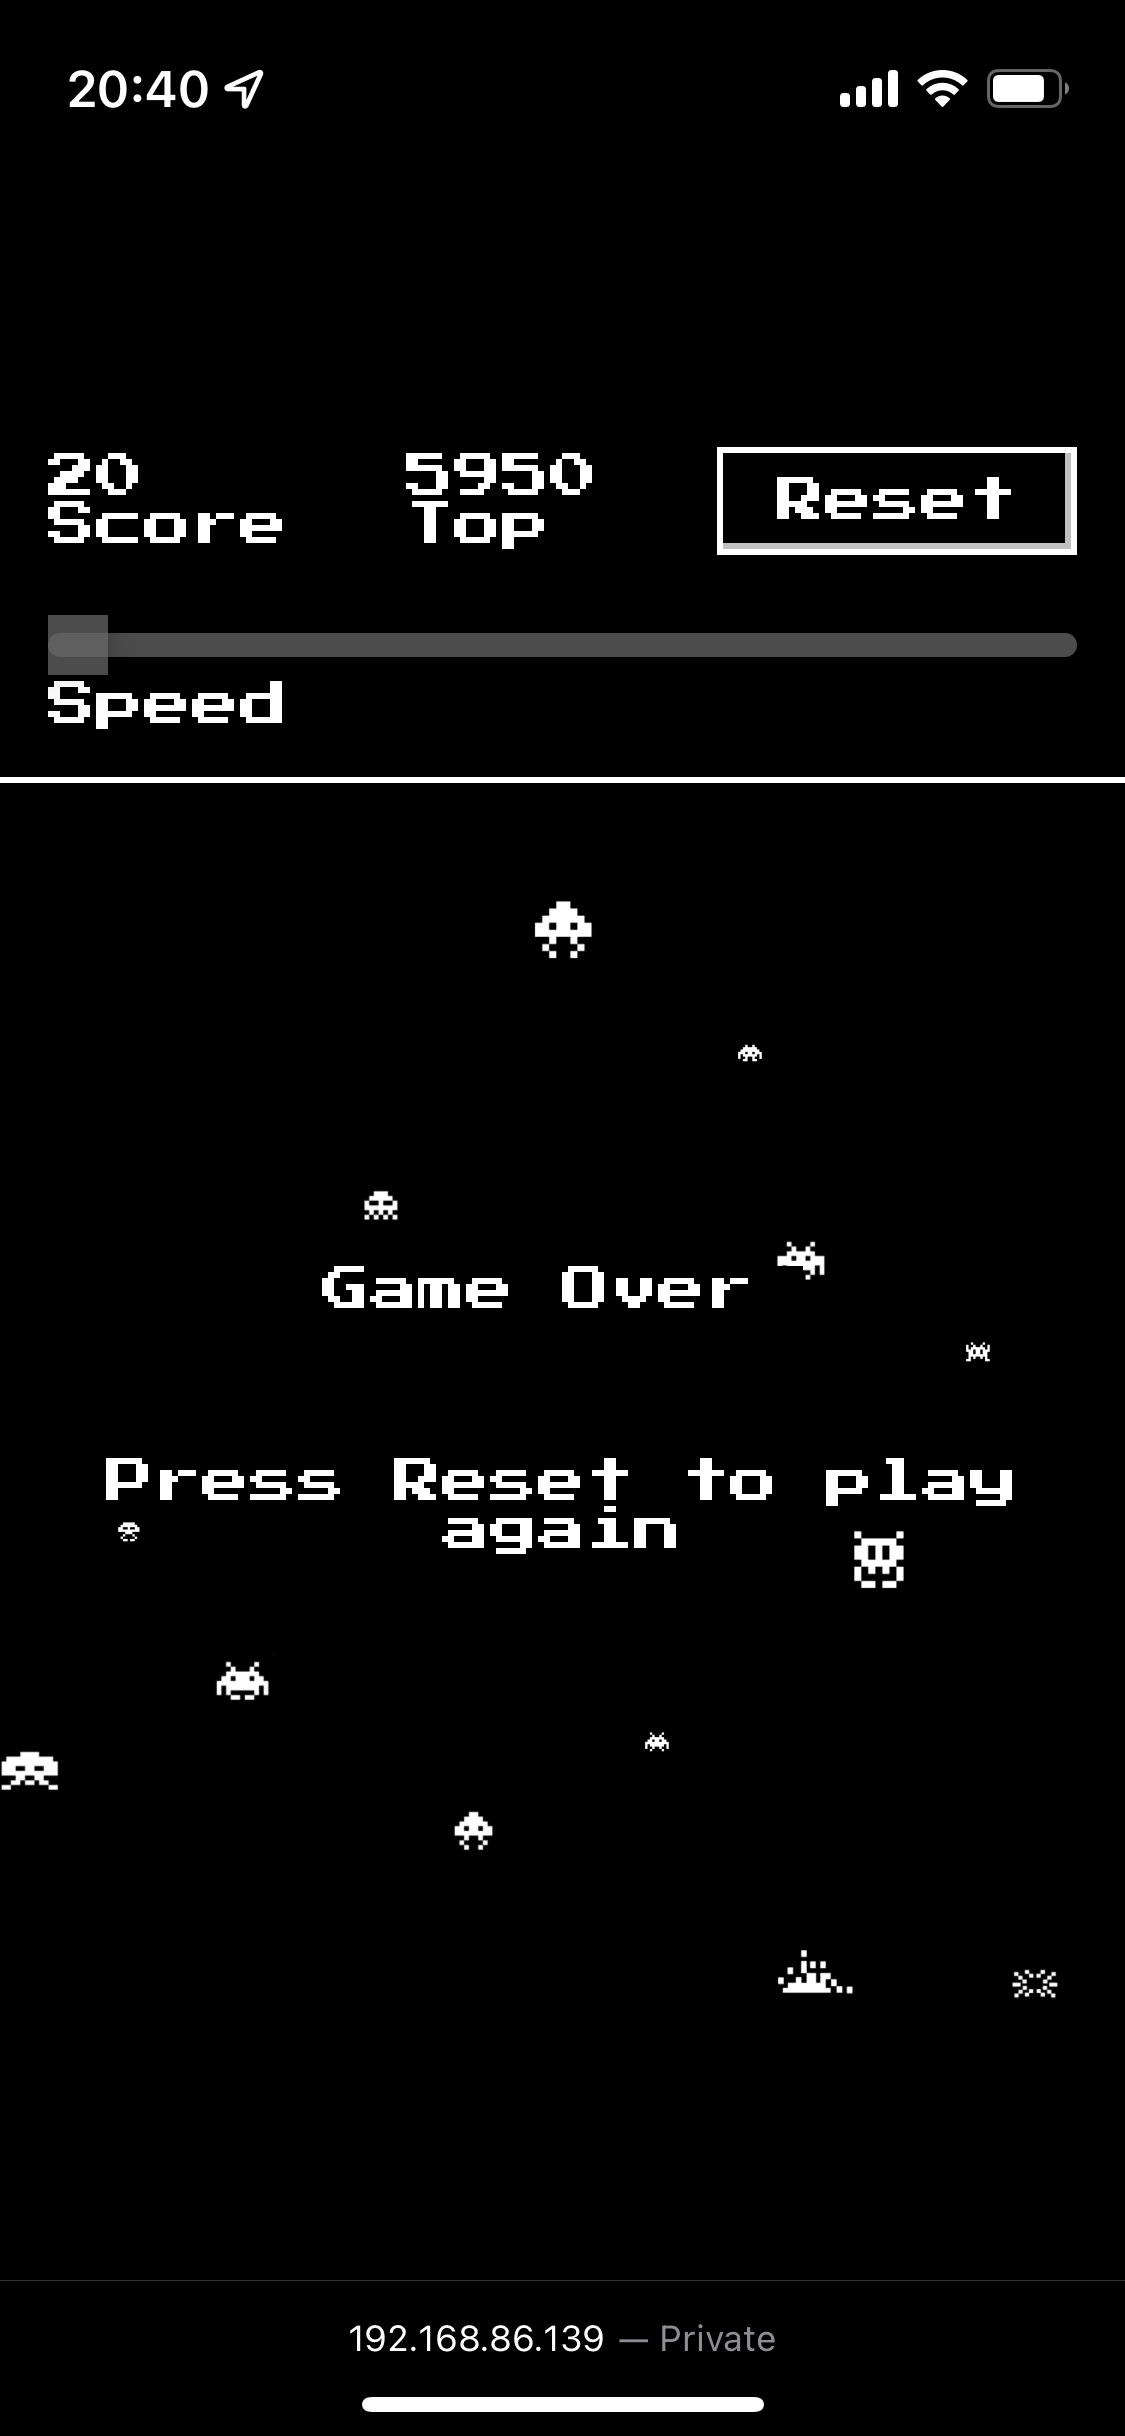 20:40
20
Score
5950
Top
Reset
Speed
Game Over
Press Reset to play
again
192.168.86.139 — Private